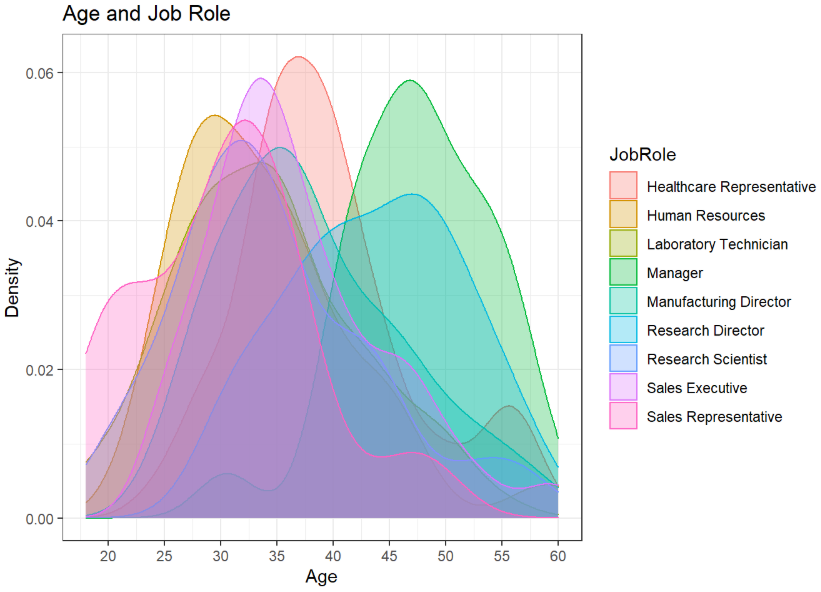 Age and Job Role
Density
0.06
0.04
0.02
0.00
20 25 30 35 40 45 50 55 60
Age
JobRole
Healthcare Representative
Human Resources
Laboratory Technician
Manager
Manufacturing Director
Research Director
Research Scientist
Sales Executive
Sales Representative